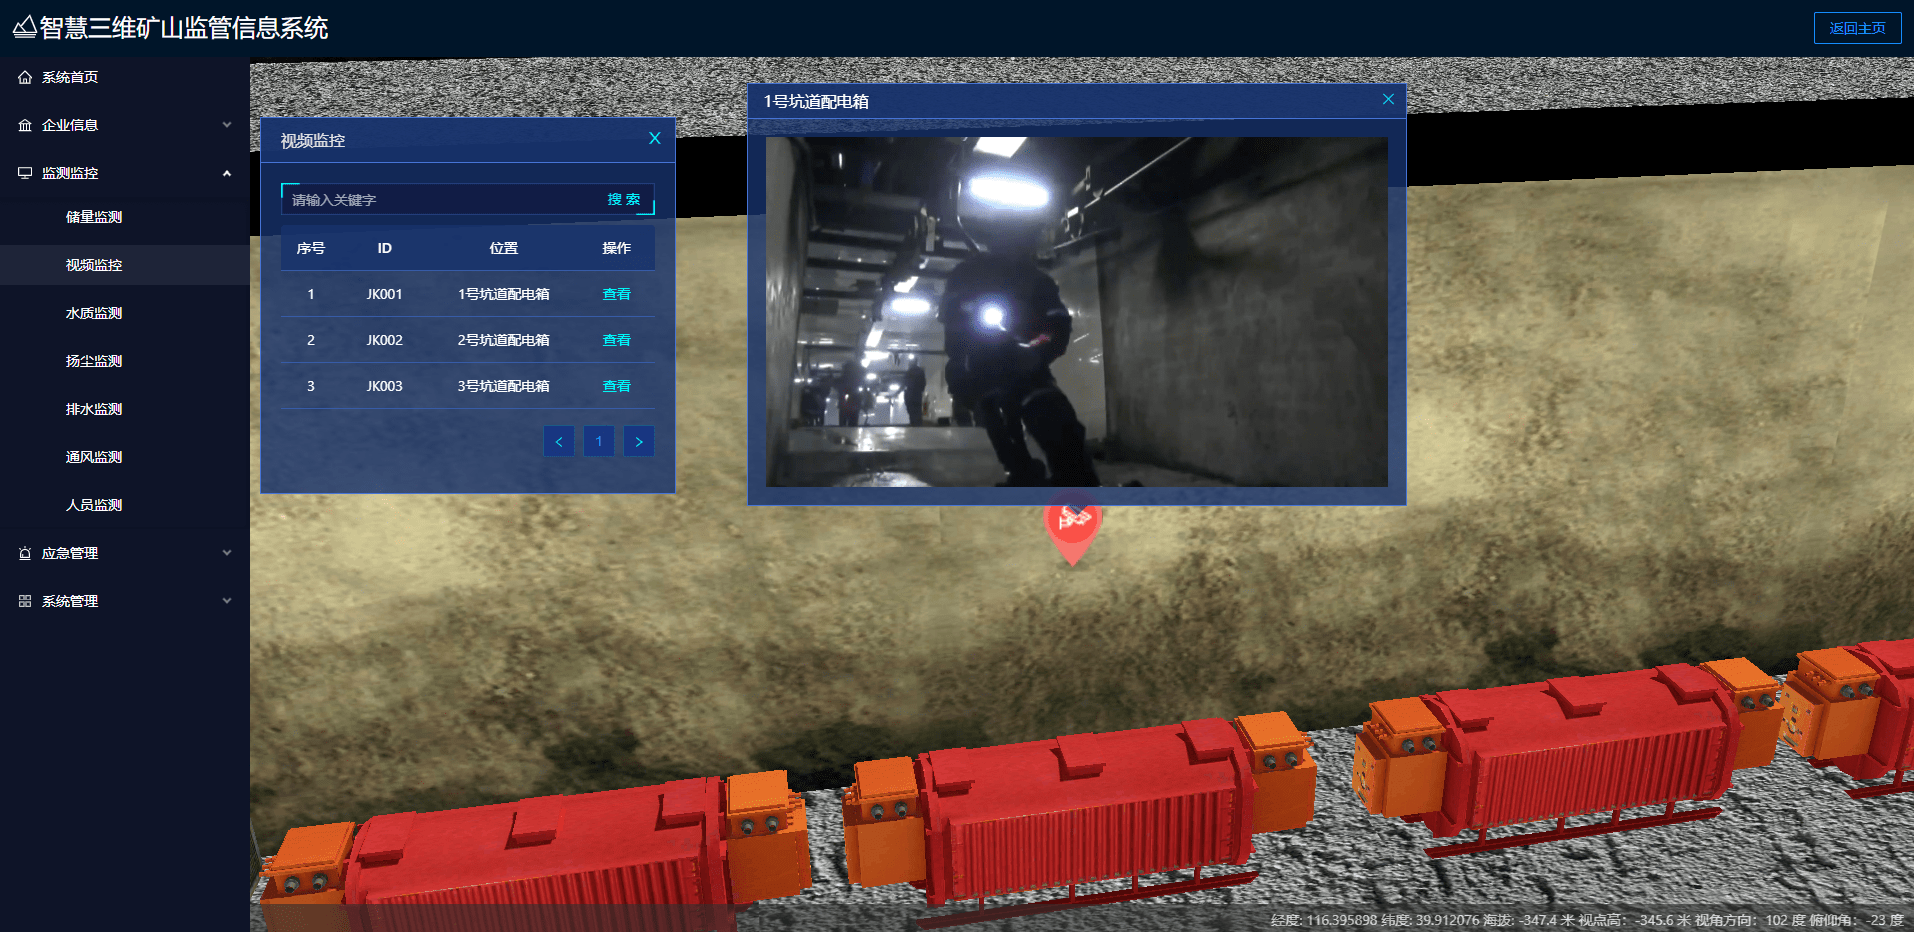 智慧三维矿山监管信息系统
返回主页
系统首页
企业信息
监测监控
储量监测
视频监控
水质监测
扬尘监测
排水监测
通风监测
人员监测
应急管理
系统管理
视频监控 X
请输入关键字 搜索
序号 ID 位置 操作
1 JK001 1号坑道配电箱 查看
2 JK002 2号坑道配电箱 查看
3 JK003 3号坑道配电箱 查看
< 1 >
1号坑道配电箱
经度: 116.395898 纬度: 39.912076 海拨: -347.4 米 视点高: -345.6 米 视角方向: 102 度 俯仰角: -23 度